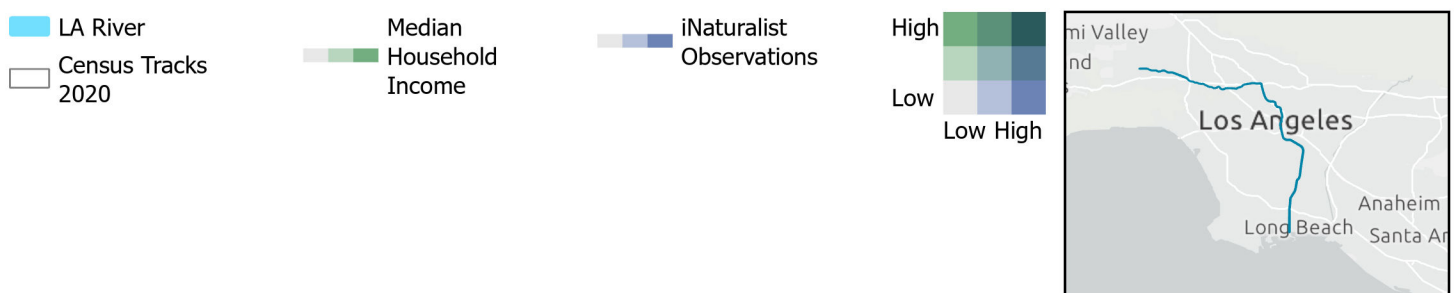 LA River
Census Tracks
2020
Median
Household
Income
iNaturalist
Observations
High
Low
Low High
mi Valley
nd
s
Los Angeles
Long Beach
Anaheim
Santa An